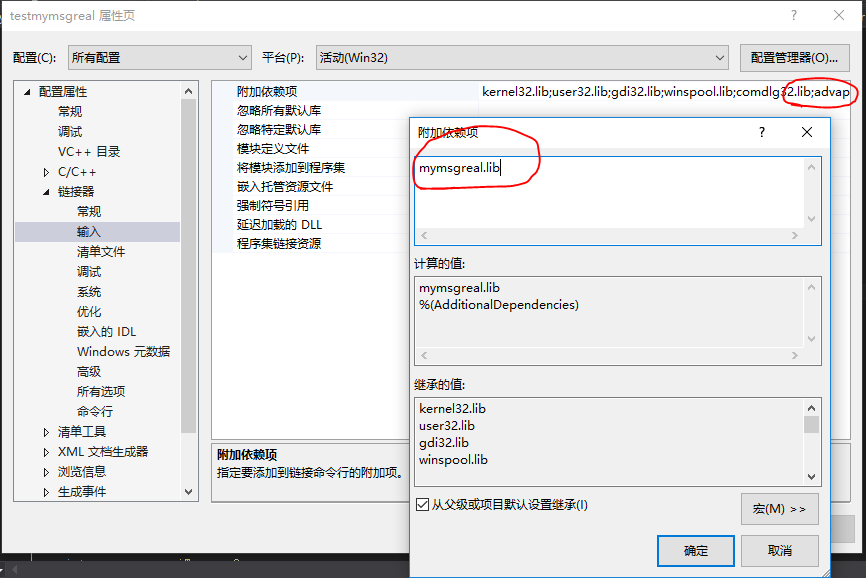 testmymsgreal 属性页
?
配置(C):
所有配置
平台(P):
活动(Win32)
配置管理器(O)...
配置属性
常规
调试
VC++ 目录
C/C++
链接器
常规
输入
清单文件
调试
系统
优化
嵌入的 IDL
Windows 元数据
高级
所有选项
命令行
清单工具
XML 文档生成器
浏览信息
生成事件
附加依赖项
kernel32.lib;user32.lib;gdi32.lib;winspool.lib;comdlg32.lib;advap
忽略所有默认库
忽略特定默认库
模块定义文件
将模块添加到程序集
嵌入托管资源文件
强制符号引用
延迟加载的 DLL
程序集链接资源
附加依赖项
指定要添加到链接命令行的附加项。
附加依赖项
?
mymsgreal.lib
计算的值:
mymsgreal.lib
%(AdditionalDependencies)
继承的值:
kernel32.lib
user32.lib
gdi32.lib
winspool.lib
从父级或项目默认设置继承(I)
宏(M) >>
确定
取消